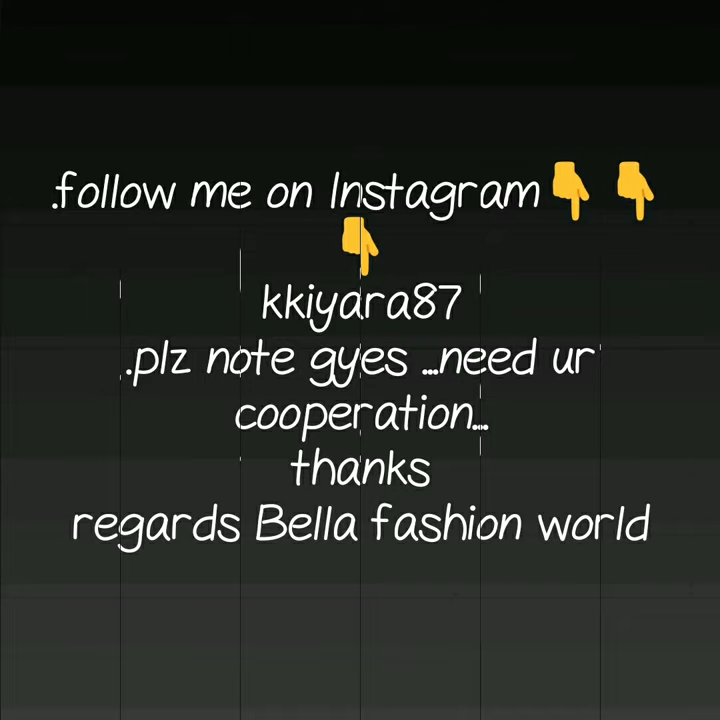 .follow me on Instagram👇👇
👇
kkiyara87
.plz note gyes ...need ur
cooperation...
thanks
regards Bella fashion world